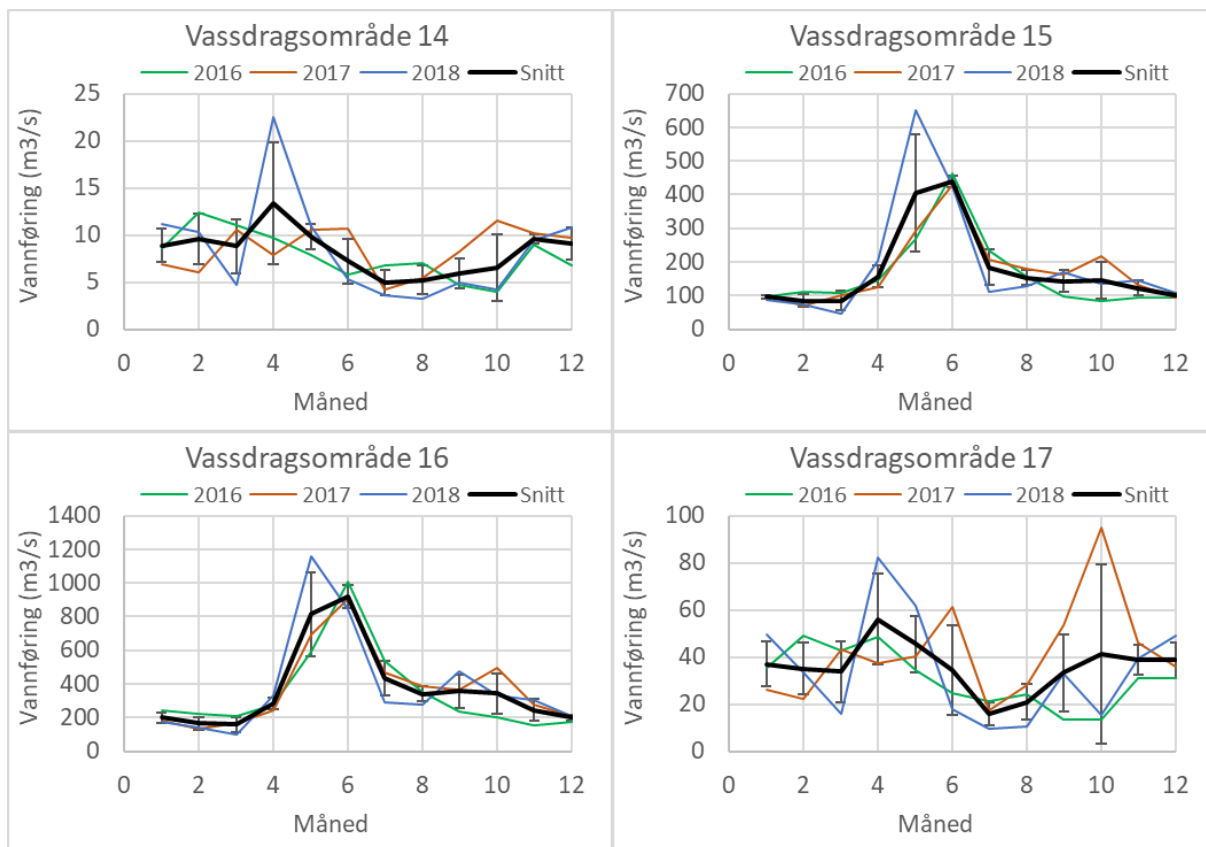 Vassdragsområde 14
2016 2017 2018 Snitt
Vannføring (m3/s)
25
20
15
10
5
0
0 2 4 6 8 10 12
Måned
Vassdragsområde 15
2016 2017 2018 Snitt
Vannføring (m3/s)
700
600
500
400
300
200
100
0
0 2 4 6 8 10 12
Måned
Vassdragsområde 16
2016 2017 2018 Snitt
Vannføring (m3/s)
1400
1200
1000
800
600
400
200
0
0 2 4 6 8 10 12
Måned
Vassdragsområde 17
2016 2017 2018 Snitt
Vannføring (m3/s)
100
80
60
40
20
0
0 2 4 6 8 10 12
Måned